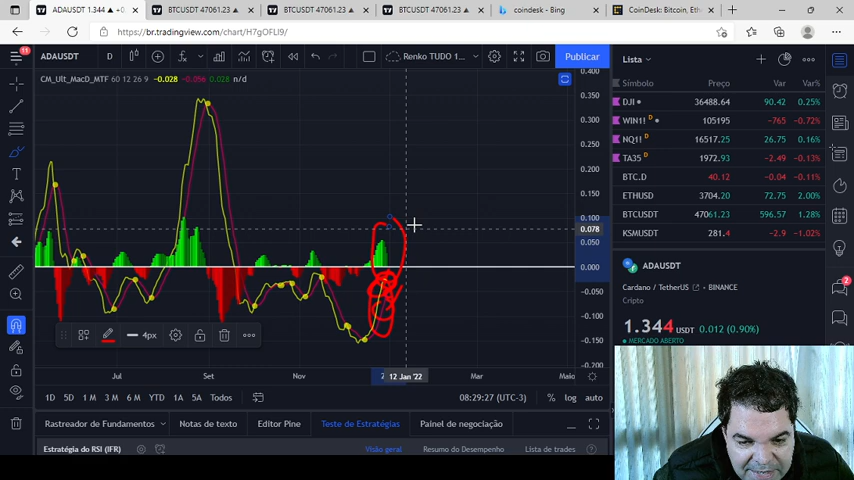 ADAUSDT 1.344 ▲ +0
BTCUSDT 47061.23 ▲
BTCUSDT 47061.23 ▲
BTCUSDT 47061.23 ▲
coindesk - Bing
CoinDesk: Bitcoin, Eth
https://br.tradingview.com/chart/H7gOFLl9/
11
ADAUSDT
D
Renko TUDO 1...
Publicar
Lista
CM_Ult_MacD_MTF 60 12 26 9 -0.028 -0.056 0.028 n/d
Símbolo
Preço
Var
Var%
DJI
36488.64
90.42
0.25%
WIN1! D
105195
-765
-0.72%
NQ1! D
16517.25
26.75
0.16%
TA35 D
1972.93
-2.49
-0.13%
BTC.D
40.12
-0.04
-0.11%
ETHUSD
3704.20
72.75
2.00%
BTCUSDT
47061.23
596.57
1.28%
KSMUSDT
281.4
-2.9
-1.02%
0.400
0.350
0.300
0.250
0.200
0.150
0.100
0.078
0.050
0.000
-0.050
-0.100
-0.150
-0.200
4px
ADAUSDT
Cardano / TetherUS • BINANCE
Cripto
1.344 USDT 0.012 (0.90%)
MERCADO ABERTO
2
Jul
Set
Nov
12 Jan '22
Mar
Maio
1D 5D 1M 3M 6M YTD 1A 5A Todos
08:29:27 (UTC-3)
% log auto
Rastreador de Fundamentos
Notas de texto
Editor Pine
Teste de Estratégias
Painel de negociação
Estratégia do RSI (IFR)
Visão geral
Resumo do Desempenho
Lista de trades